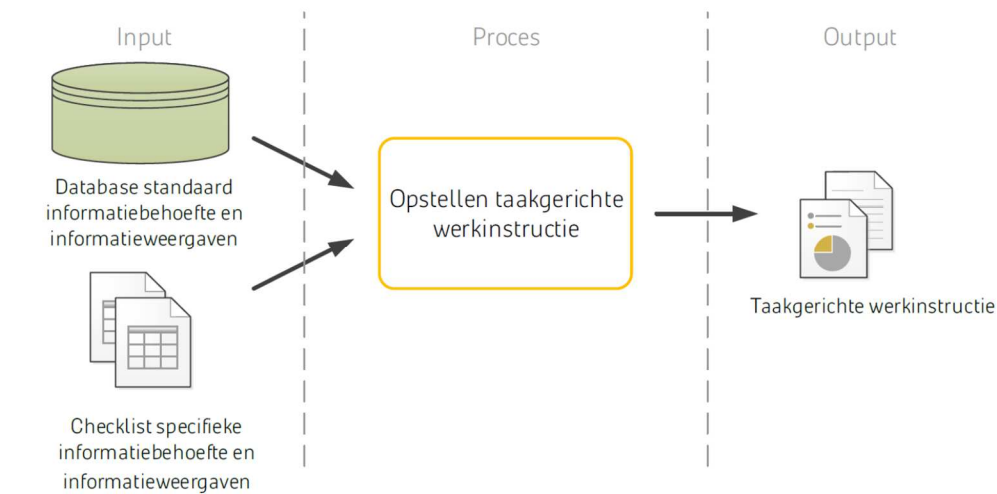 Input
Proces
Output
Database standaard
informatiebehoefte en
informatieweergaven
Opstellen taakgerichte
werkinstructie
Taakgerichte werkinstructie
Checklist specifieke
informatiebehoefte en
informatieweergaven